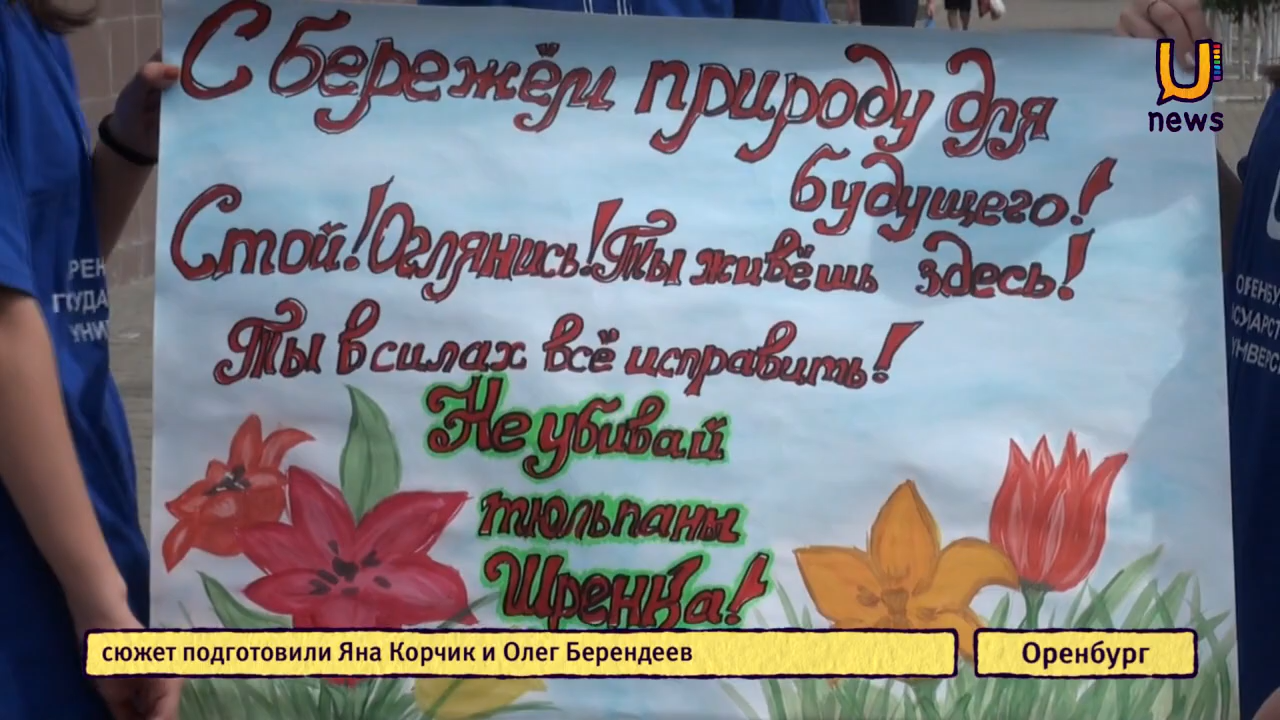 U
news
Сбережём природу для
будущего!
Стой! Оглянись! Ты живёшь здесь!
Ты в силах всё исправить!
Не убивай
тюльпаны
Шренка!
сюжет подготовили Яна Корчик и Олег Берендеев
Оренбург